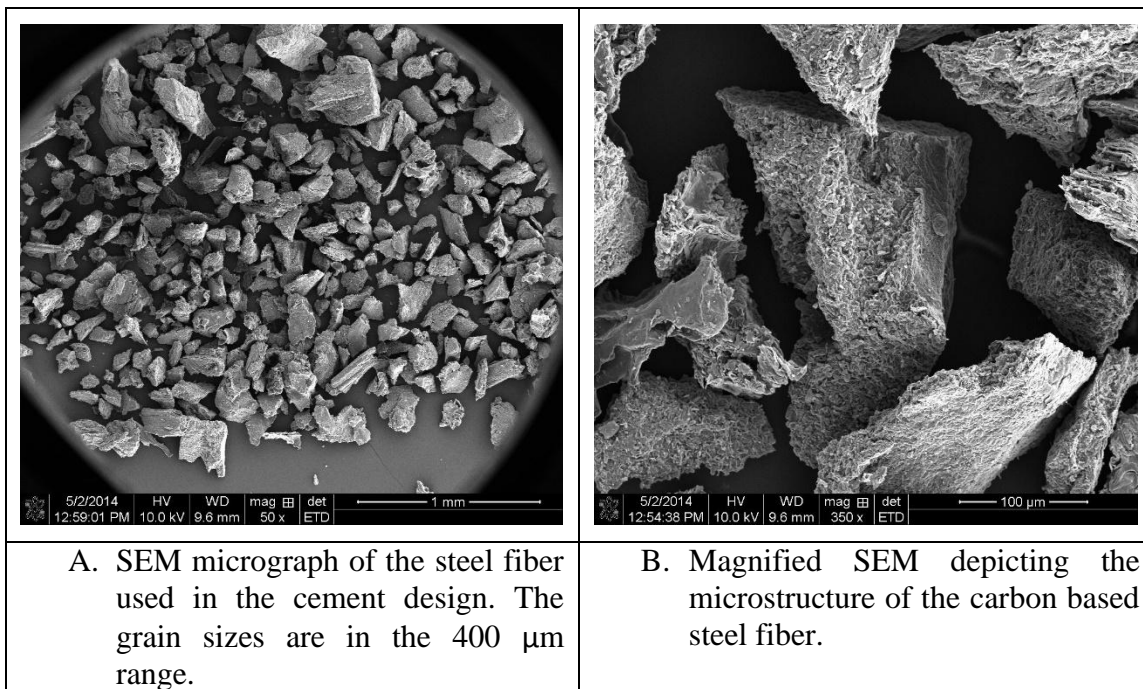 5/2/2014 HV WD mag det
12:59:01 PM 10.0 kV 9.6 mm 50 x ETD
1 mm
5/2/2014 HV WD mag det
12:54:38 PM 10.0 kV 9.6 mm 350 x ETD
100 µm
A. SEM micrograph of the steel fiber
used in the cement design. The
grain sizes are in the 400 μm
range.
B. Magnified SEM depicting the
microstructure of the carbon based
steel fiber.